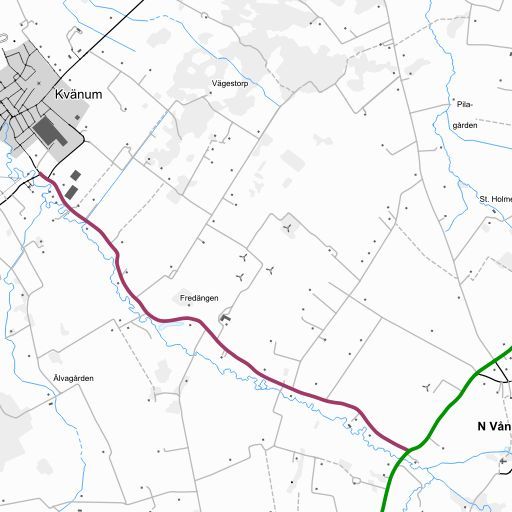 Vägestorp
Kvänum
Pila-
gården
St. Holme
Fredängen
Älvagården
N Vån